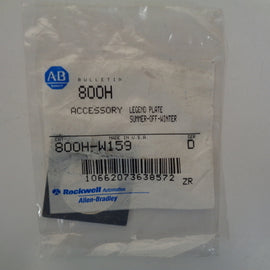 AB
BULLETIN
800H
ACCESSORY LEGEND PLATE
SUMMER-OFF-WINTER
CAT MADE IN U.S.A. SER
800H-W159 D
10662073638572 ZR
Rockwell Automation
Allen-Bradley